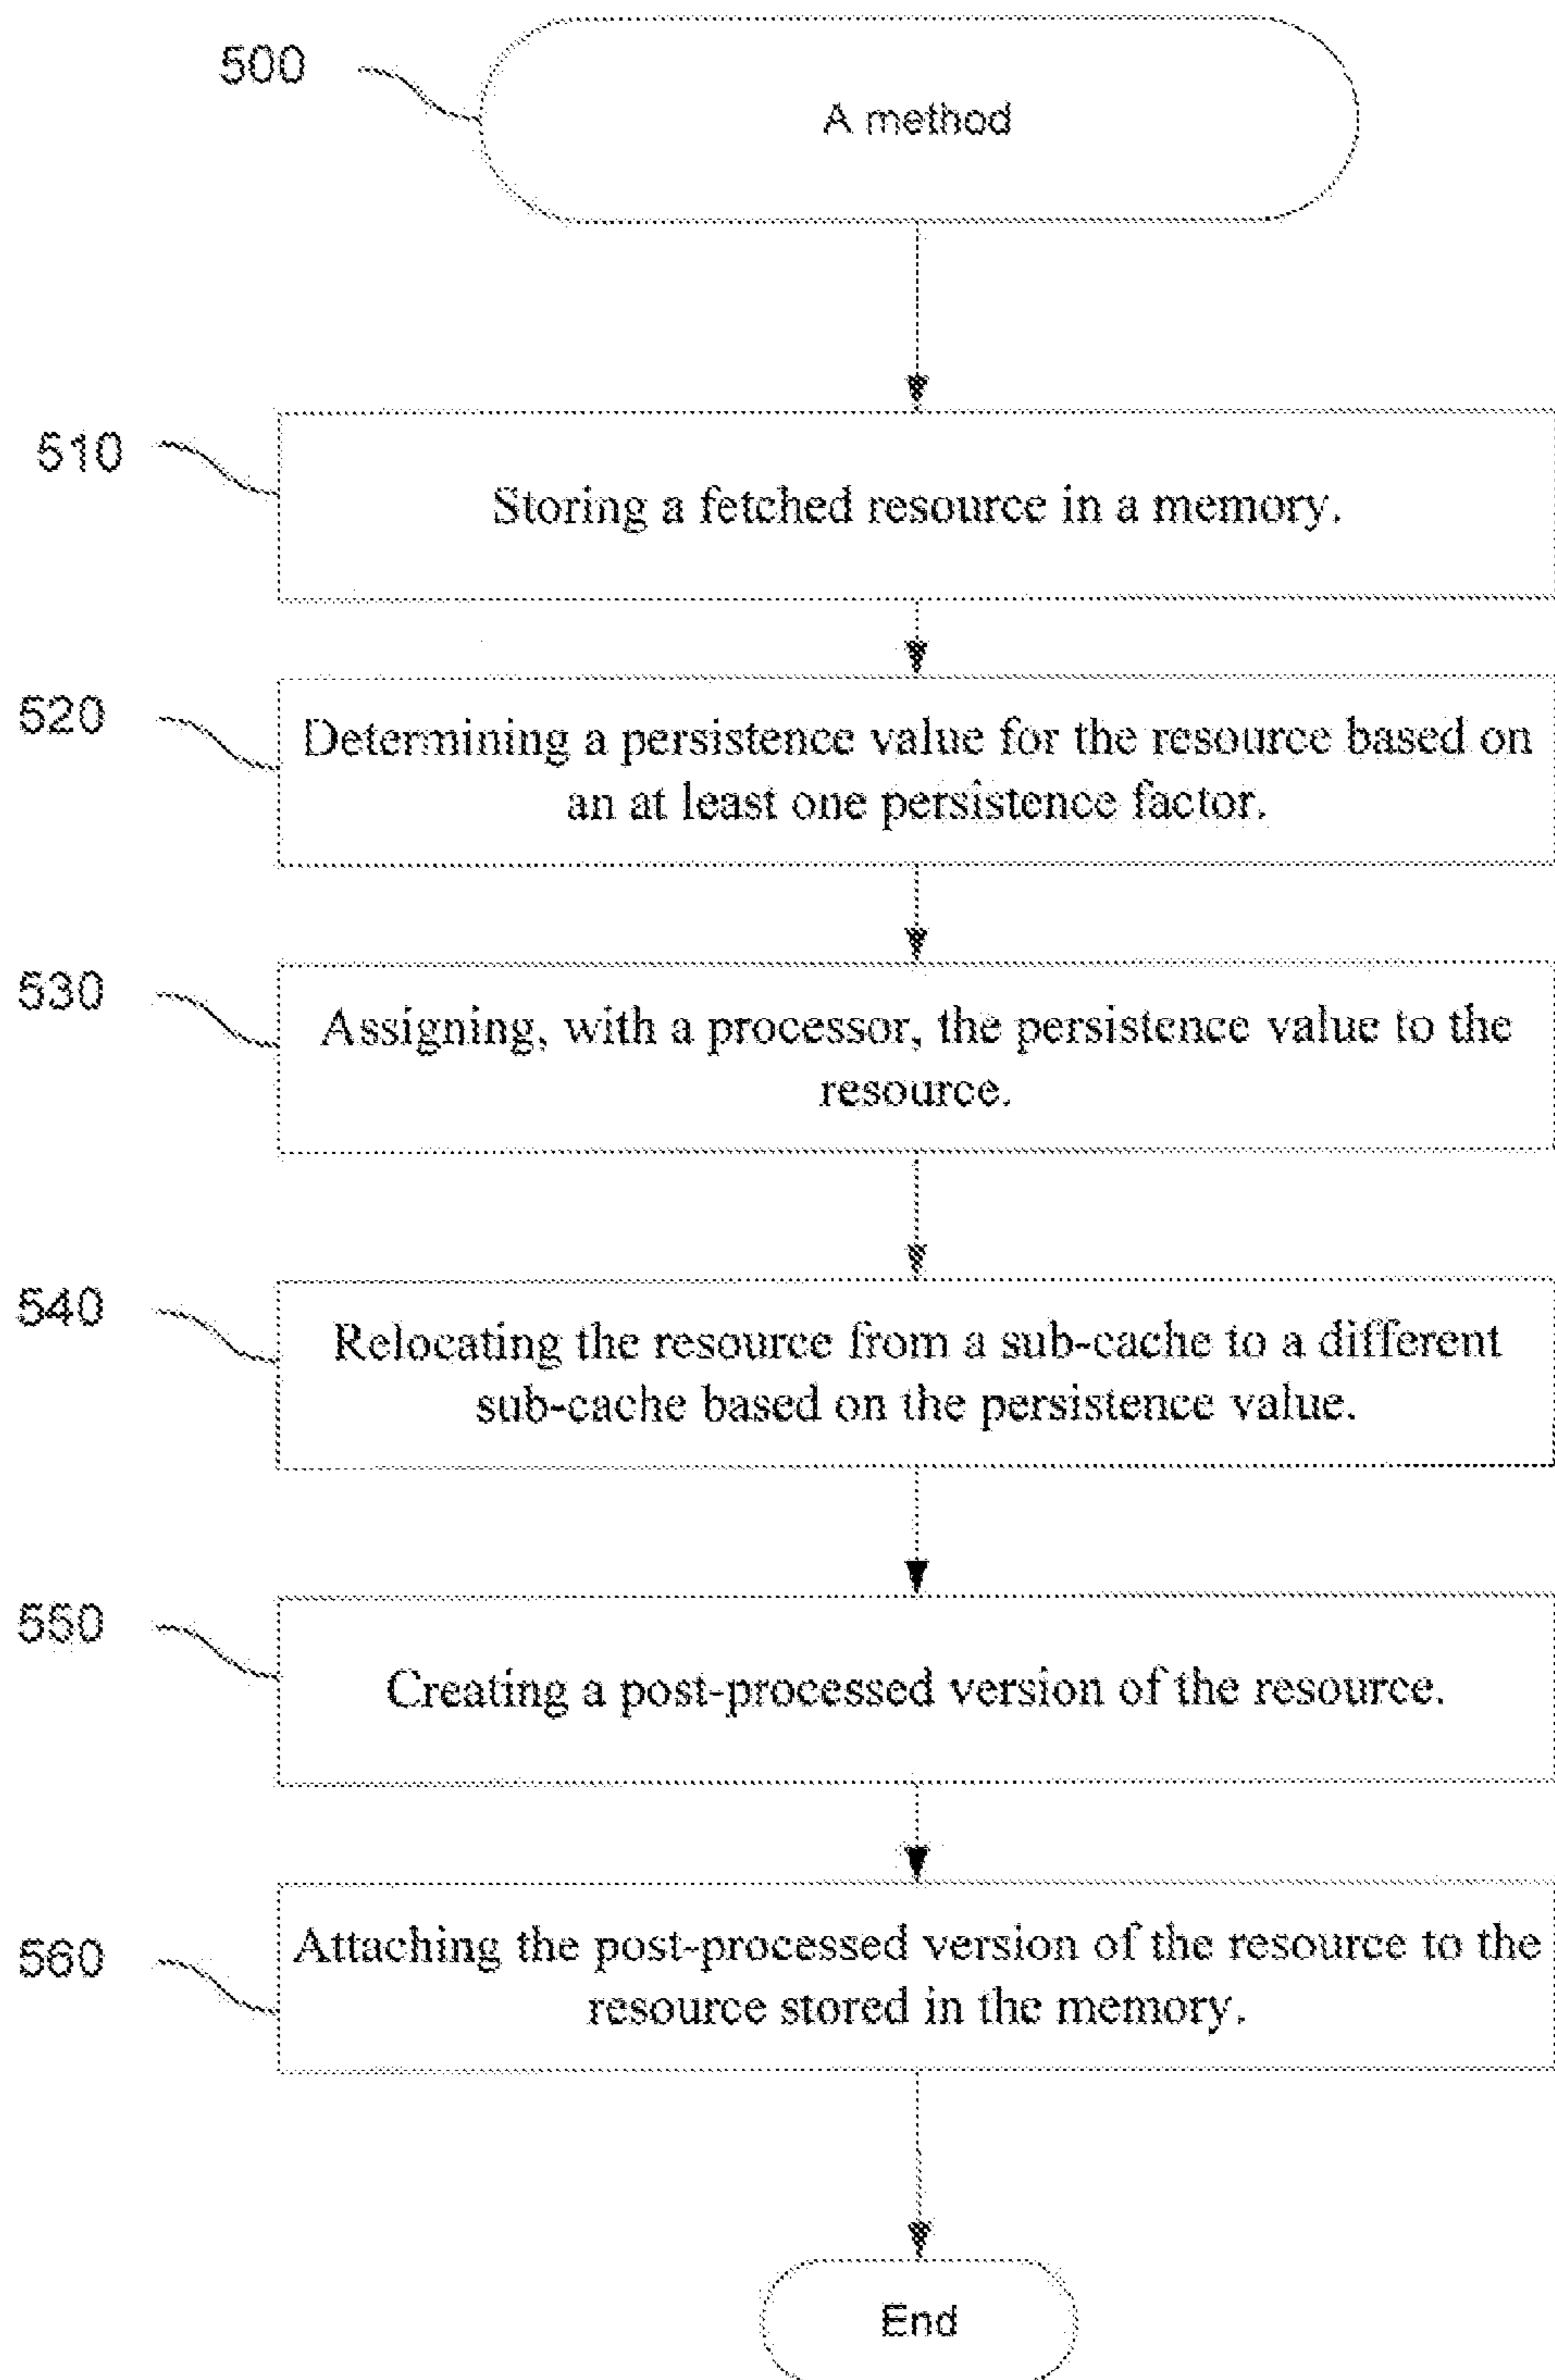 500
A method
510
Storing a fetched resource in a memory.
520
Determining a persistence value for the resource based on
an at least one persistence factor.
530
Assigning, with a processor, the persistence value to the
resource.
540
Relocating the resource from a sub-cache to a different
sub-cache based on the persistence value.
550
Creating a post-processed version of the resource.
560
Attaching the post-processed version of the resource to the
resource stored in the memory.
End